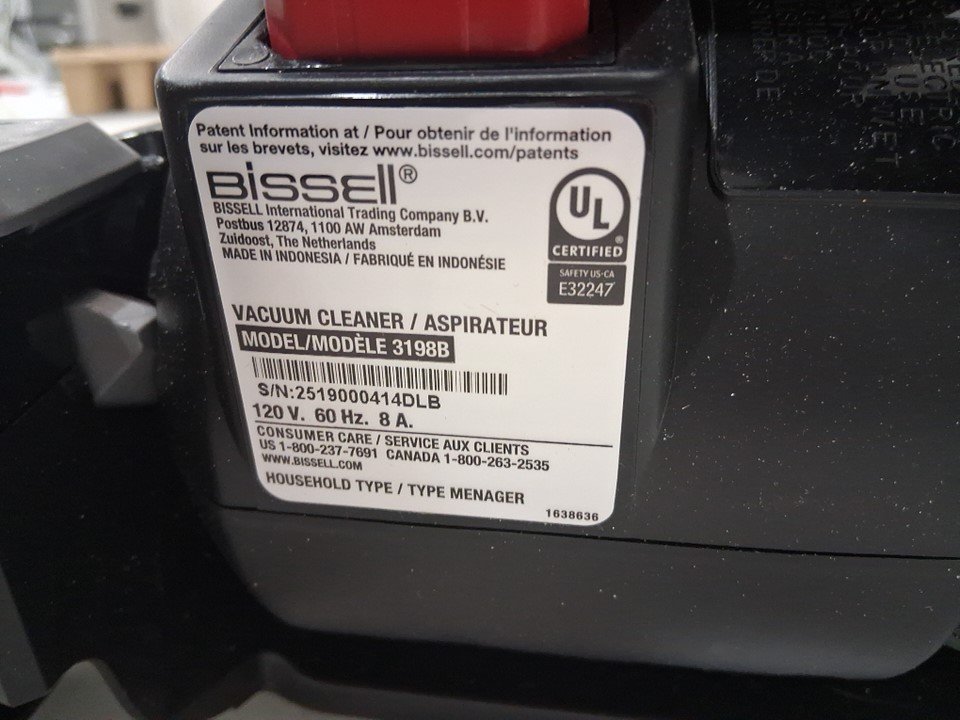 Patent Information at / Pour obtenir de l'information
sur les brevets, visitez www.bissell.com/patents
BISSELL®
BISSELL International Trading Company B.V.
Postbus 12874, 1100 AW Amsterdam
Zuidoost, The Netherlands
MADE IN INDONESIA / FABRIQUÉ EN INDONÉSIE
UL®
CERTIFIED
SAFETY US-CA
E32247
VACUUM CLEANER / ASPIRATEUR
MODEL/MODÈLE 3198B
S/N:2519000414DLB
120 V. 60 Hz. 8 A.
CONSUMER CARE / SERVICE AUX CLIENTS
US 1-800-237-7691 CANADA 1-800-263-2535
WWW.BISSELL.COM
HOUSEHOLD TYPE / TYPE MENAGER
1638636